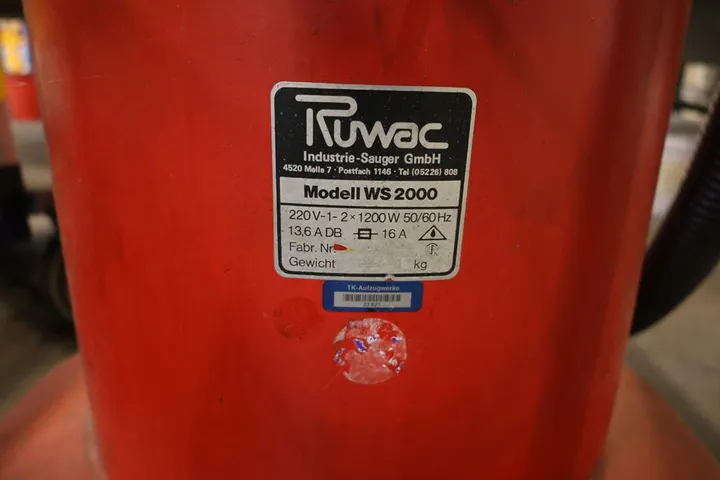 Ruwac
Industrie-Sauger GmbH
4520 Melle 7 · Postfach 1146 · Tel (05226) 808
Modell WS 2000
220 V-1- 2 × 1200 W 50/60 Hz
13,6 A DB 16 A
Fabr. Nr.
Gewicht kg
TK-Aufzugwerke